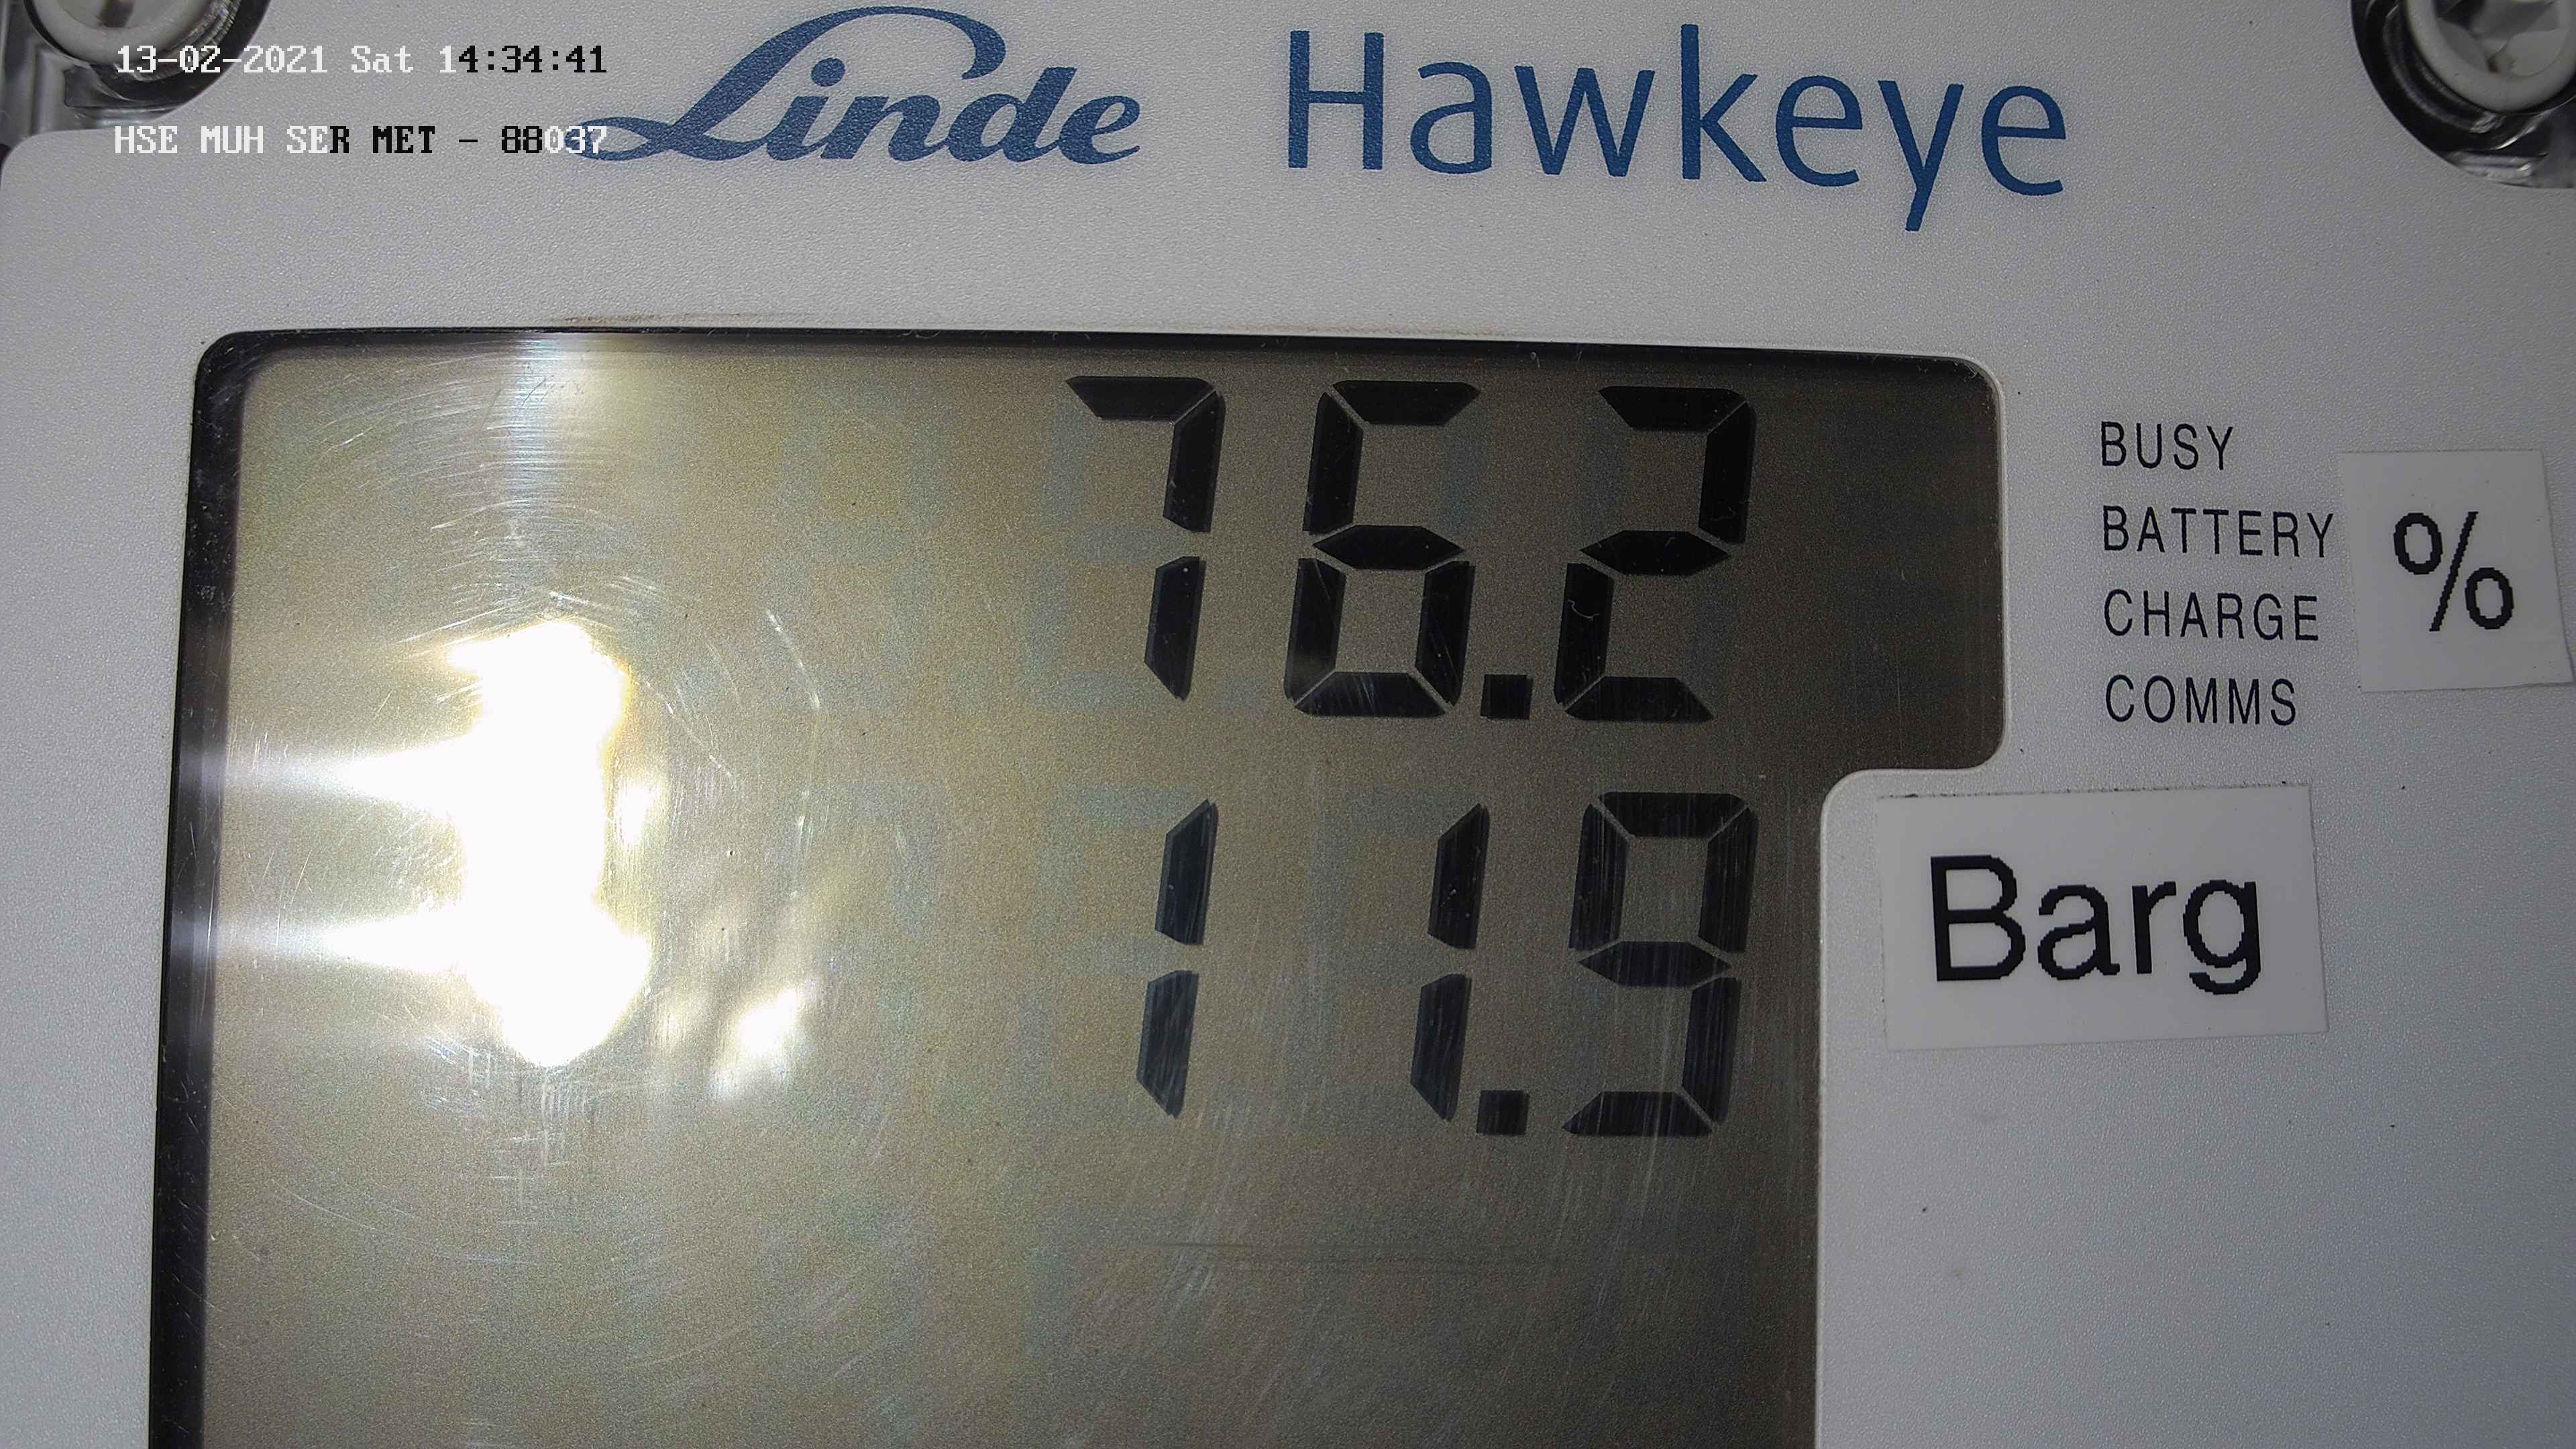 13-02-2021 Sat 14:34:41
HSE MUH SER MET - 88037
Linde Hawkeye
76.2
BUSY
BATTERY
CHARGE
COMMS
%
11.9
Barg